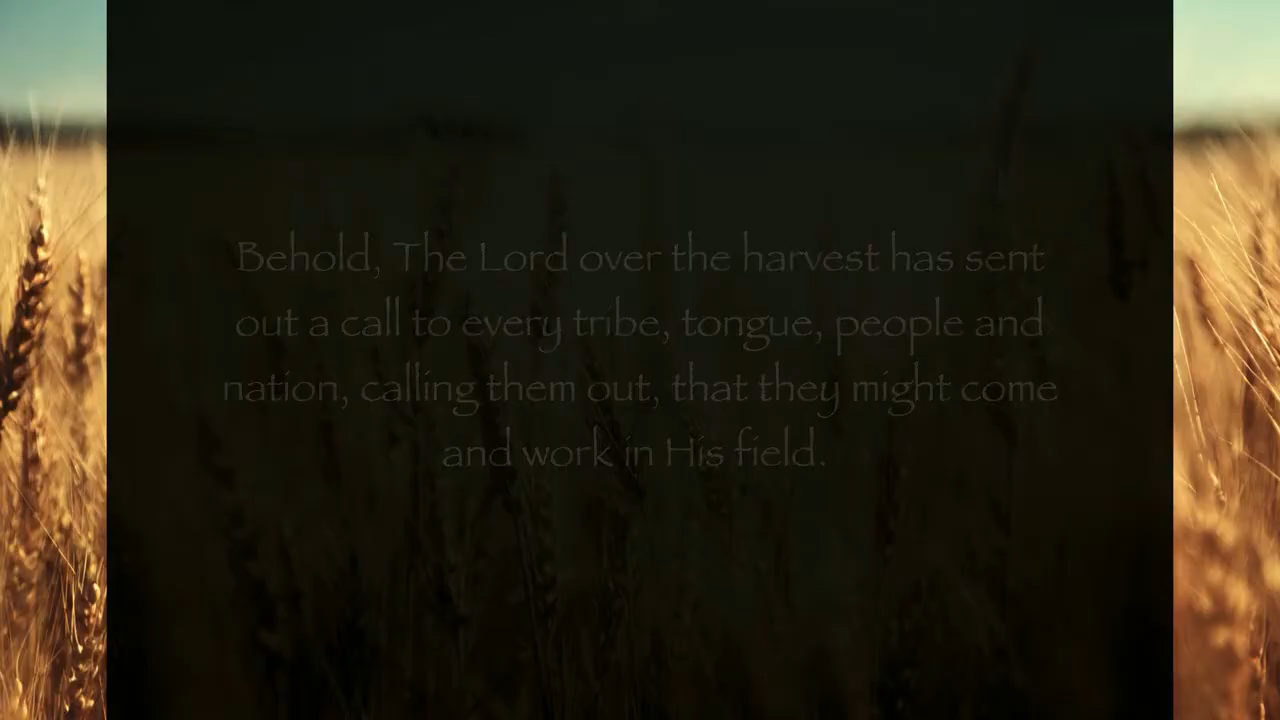 Behold, The Lord over the harvest has sent
out a call to every tribe, tongue, people and
nation, calling them out, that they might come
and work in His field.